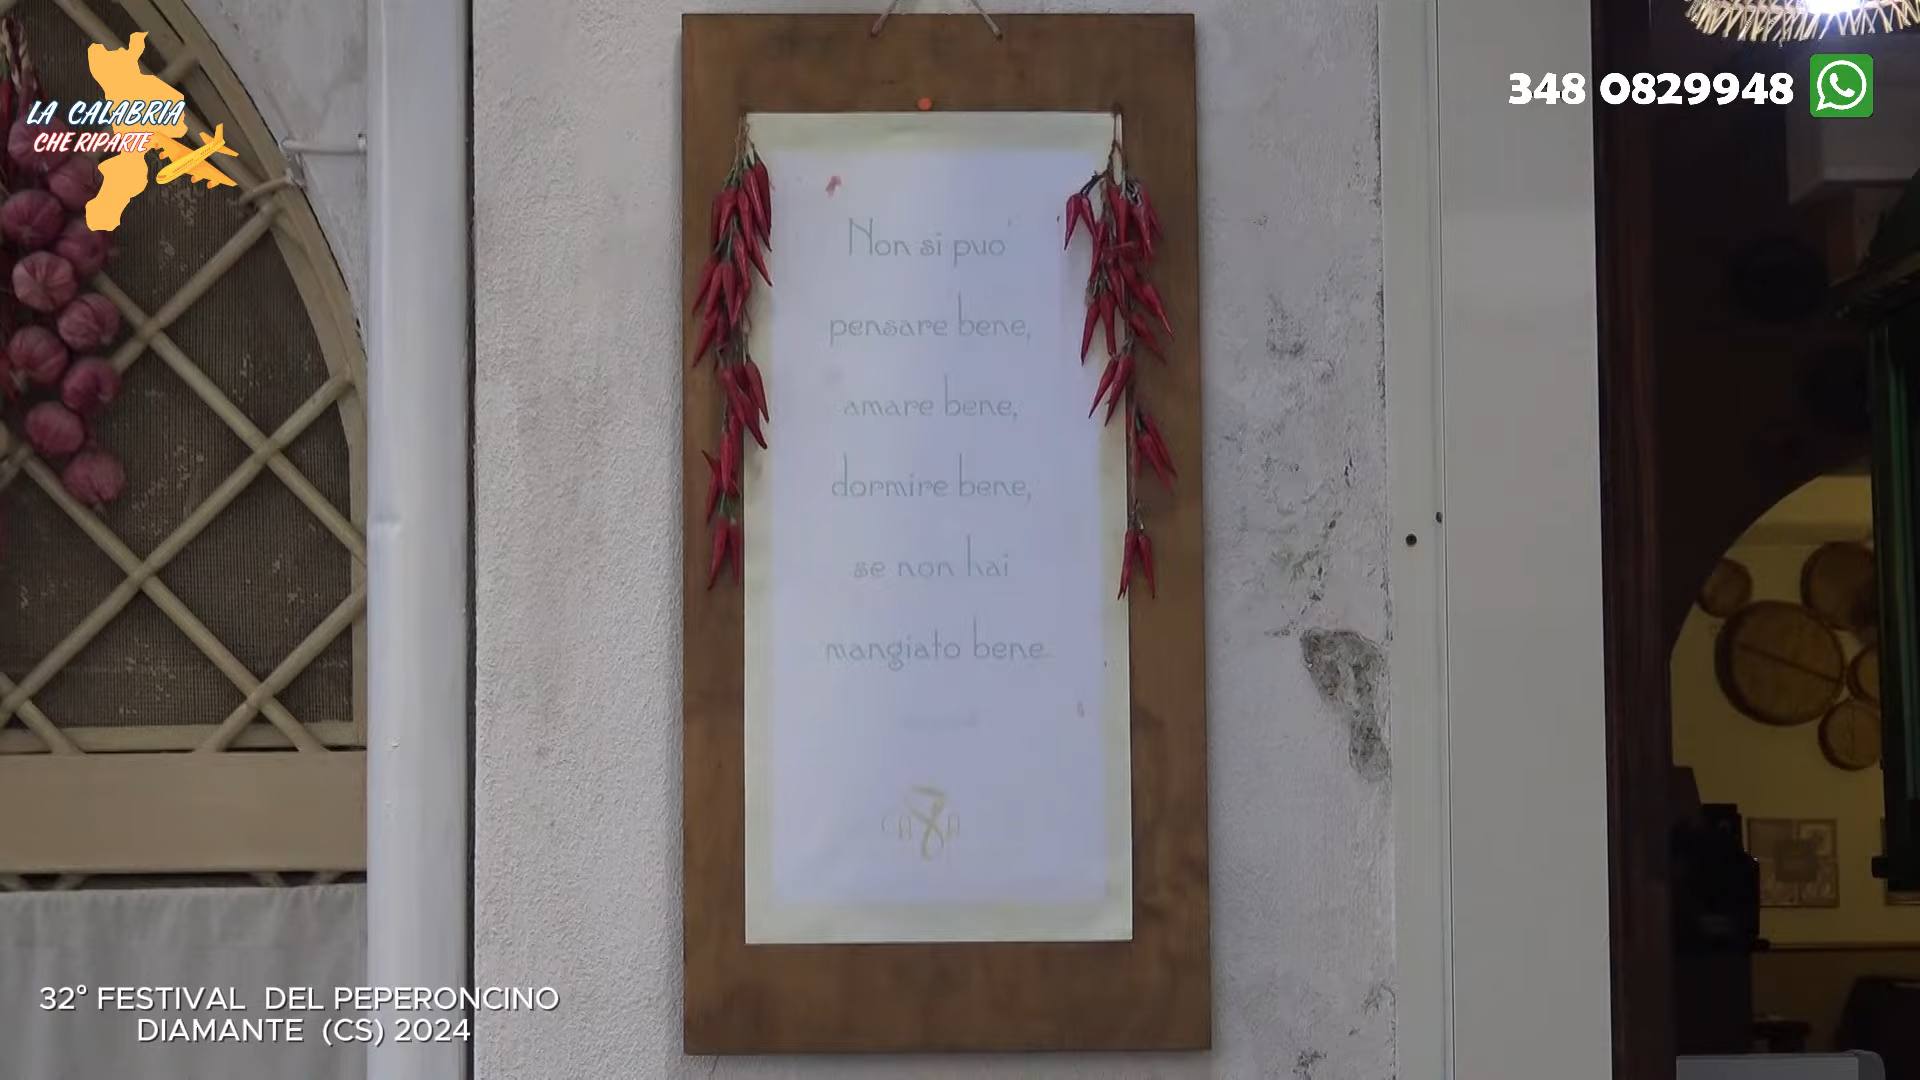 LA CALABRIA
CHE RIPARTE
348 0829948
Non si puo'
pensare bene,
amare bene,
dormire bene,
se non hai
mangiato bene
32° FESTIVAL DEL PEPERONCINO
DIAMANTE (CS) 2024